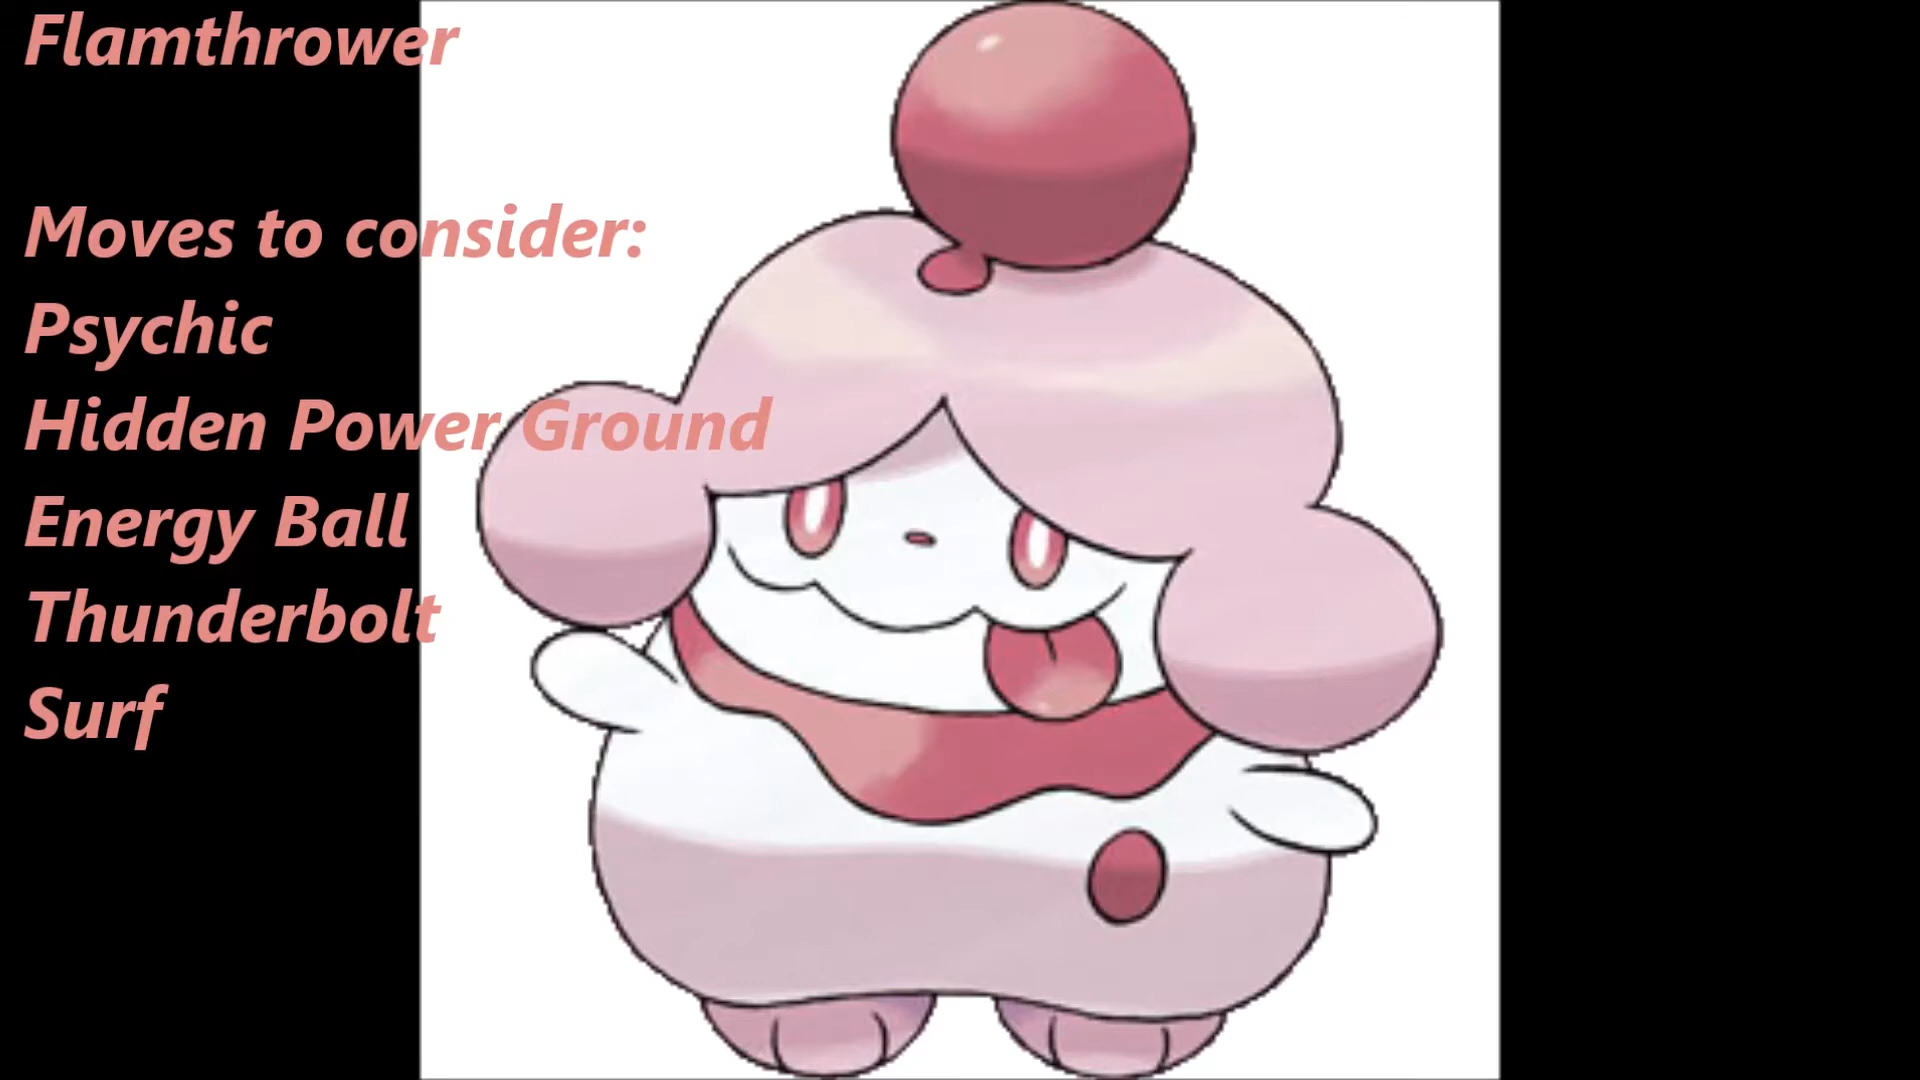 Flamthrower
Moves to consider:
Psychic
Hidden Power Ground
Energy Ball
Thunderbolt
Surf